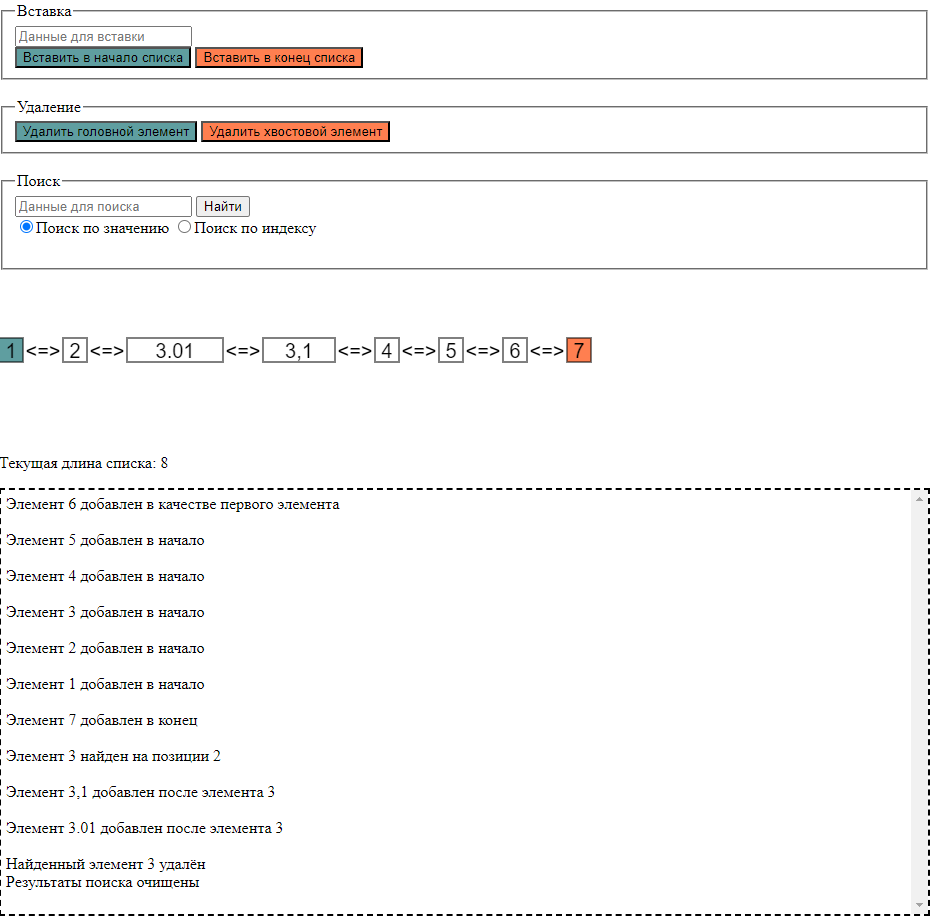 Вставка
Данные для вставки
Вставить в начало списка Вставить в конец списка
Удаление
Удалить головной элемент Удалить хвостовой элемент
Поиск
Данные для поиска Найти
Поиск по значению Поиск по индексу
1 <=> 2 <=> 3.01 <=> 3,1 <=> 4 <=> 5 <=> 6 <=> 7
Текущая длина списка: 8
Элемент 6 добавлен в качестве первого элемента
Элемент 5 добавлен в начало
Элемент 4 добавлен в начало
Элемент 3 добавлен в начало
Элемент 2 добавлен в начало
Элемент 1 добавлен в начало
Элемент 7 добавлен в конец
Элемент 3 найден на позиции 2
Элемент 3,1 добавлен после элемента 3
Элемент 3.01 добавлен после элемента 3
Найденный элемент 3 удалён
Результаты поиска очищены